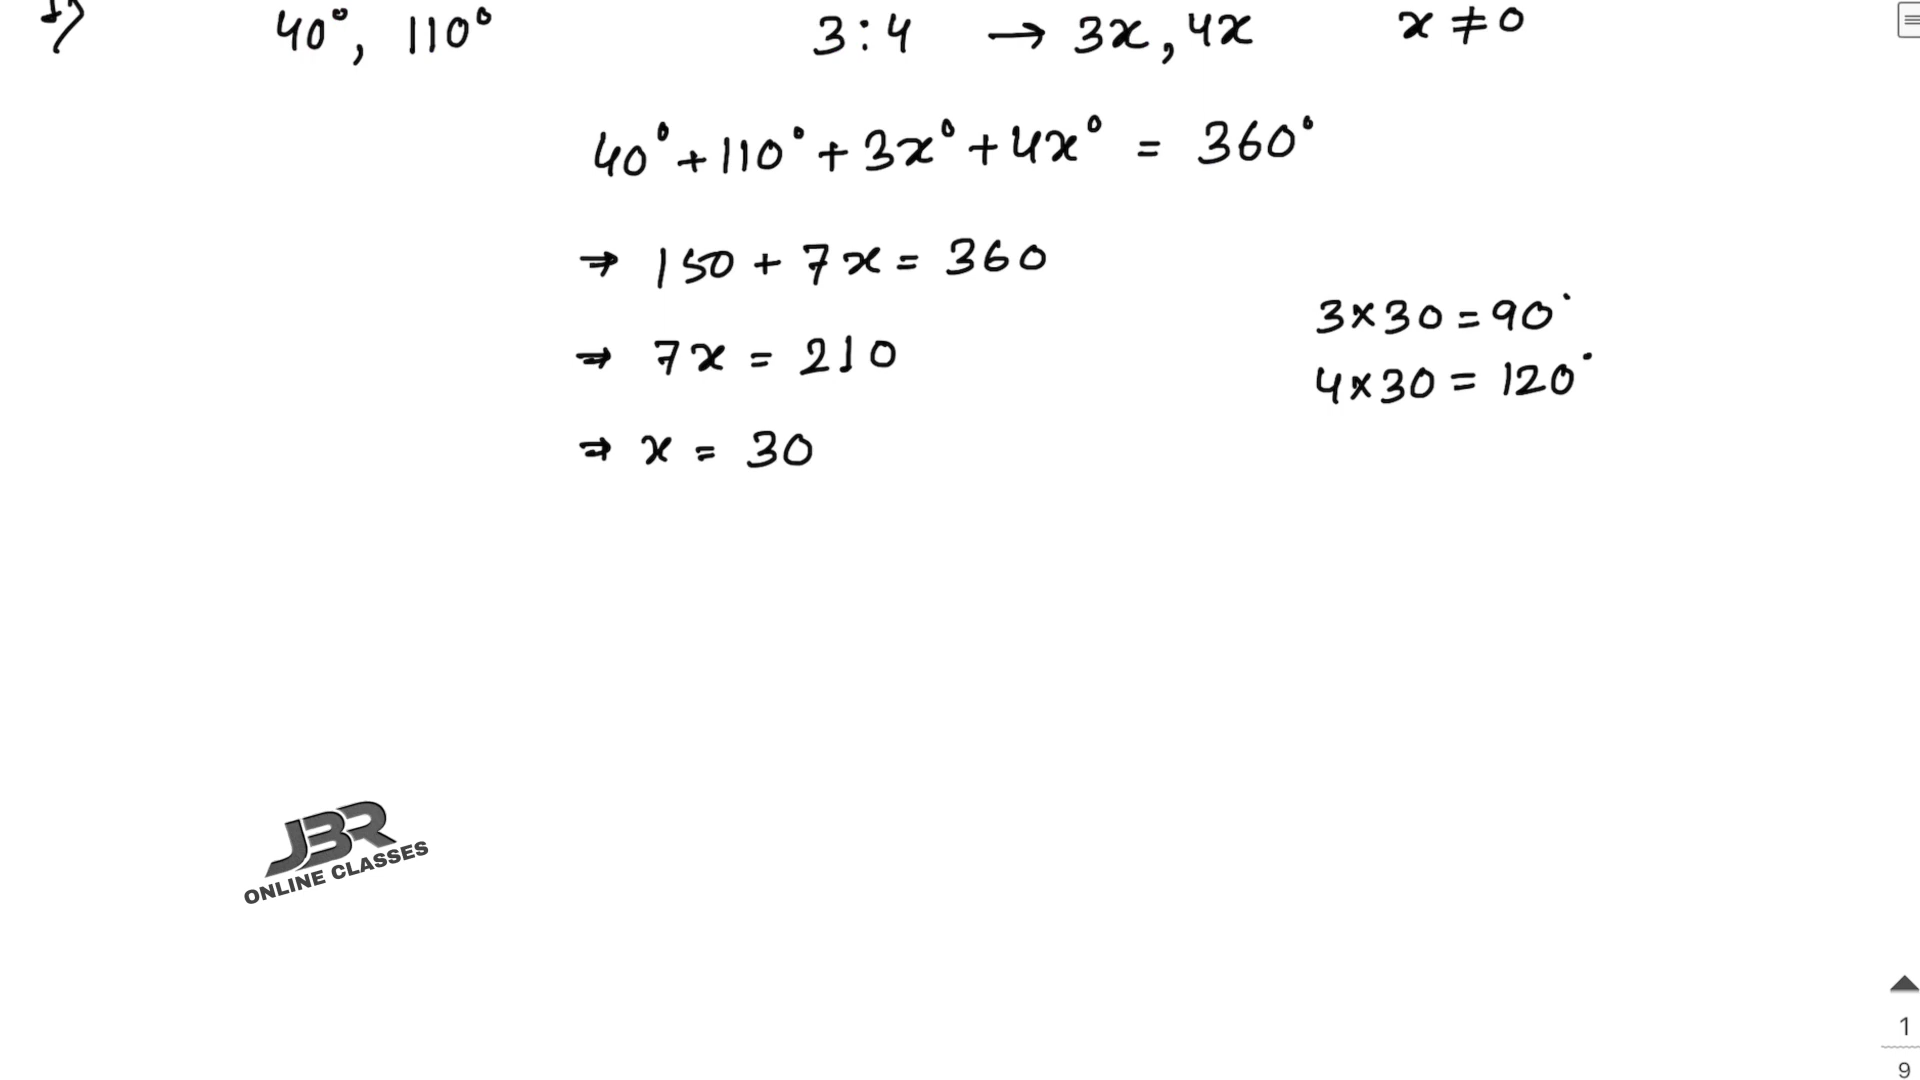 40°, 110° 3:4 → 3x, 4x x ≠ 0
40° + 110° + 3x° + 4x° = 360°
⇒ 150 + 7x = 360
⇒ 7x = 210
⇒ x = 30
3×30 = 90°
4×30 = 120°
JBR
ONLINE CLASSES
1
9